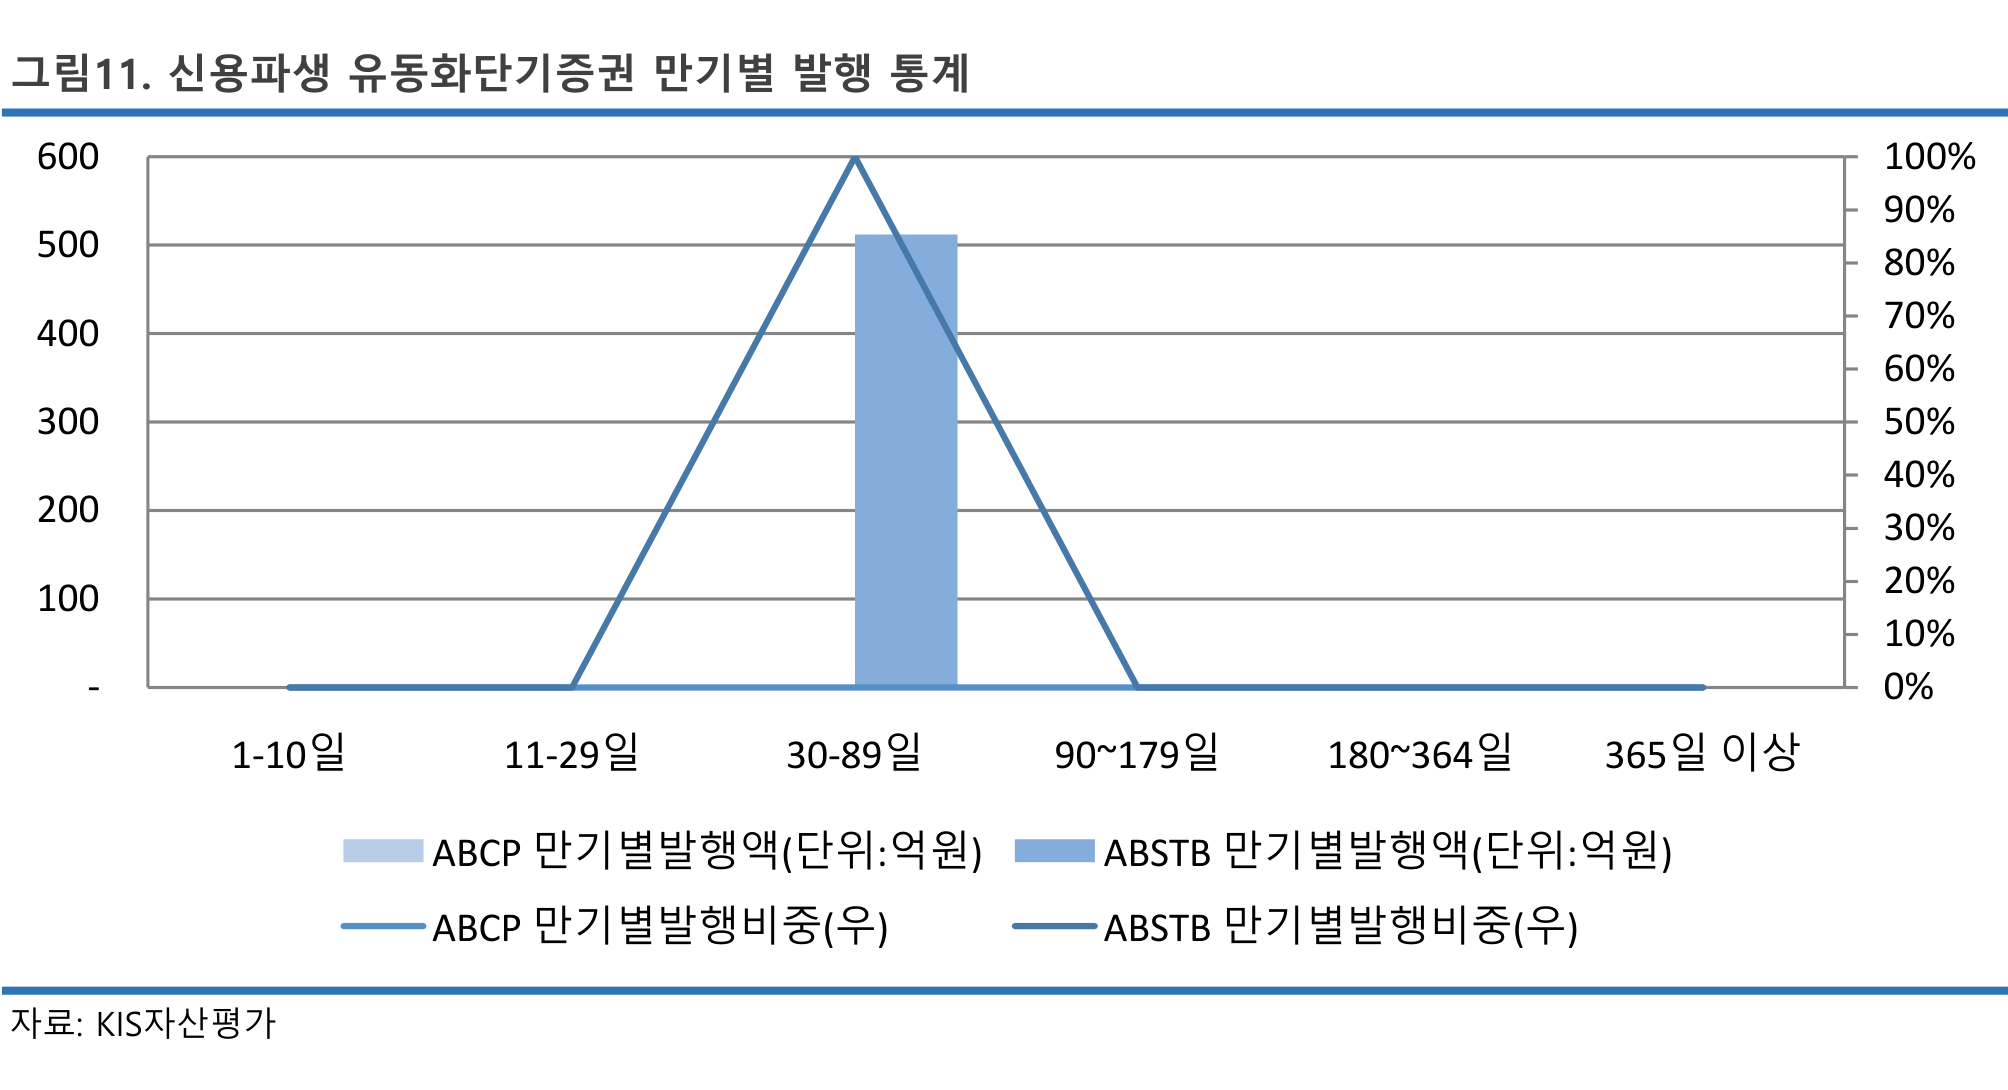 그림11. 신용파생 유동화단기증권 만기별 발행 통계
600 100%
90%
500
80%
400 70%
60%
300 50%
40%
200
30%
100 20%
10%
- 0%
1-10일 11-29일 30-89일 90~179일 180~364일 365일 이상
ABCP 만기별발행액(단위:억원) ABSTB 만기별발행액(단위:억원)
ABCP 만기별발행비중(우) ABSTB 만기별발행비중(우)
자료: KIS자산평가